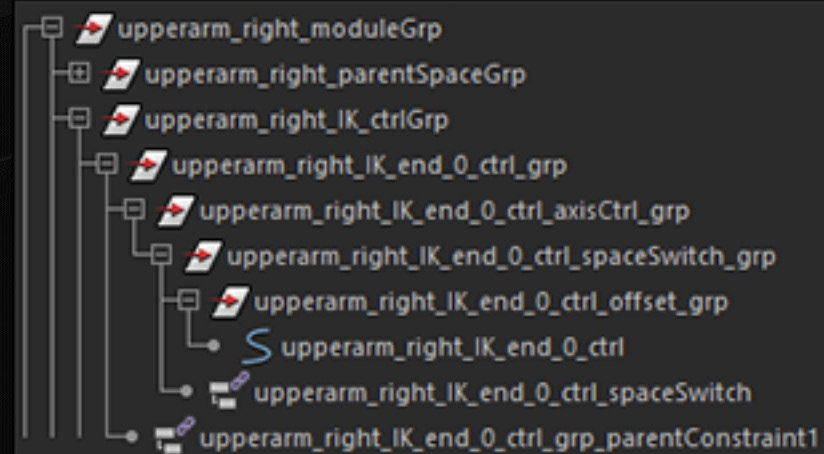 upperarm_right_moduleGrp
upperarm_right_parentSpaceGrp
upperarm_right_IK_ctrlGrp
upperarm_right_IK_end_0_ctrl_grp
upperarm_right_IK_end_0_ctrl_axisCtrl_grp
upperarm_right_IK_end_0_ctrl_spaceSwitch_grp
upperarm_right_IK_end_0_ctrl_offset_grp
upperarm_right_IK_end_0_ctrl
upperarm_right_IK_end_0_ctrl_spaceSwitch
upperarm_right_IK_end_0_ctrl_grp_parentConstraint1